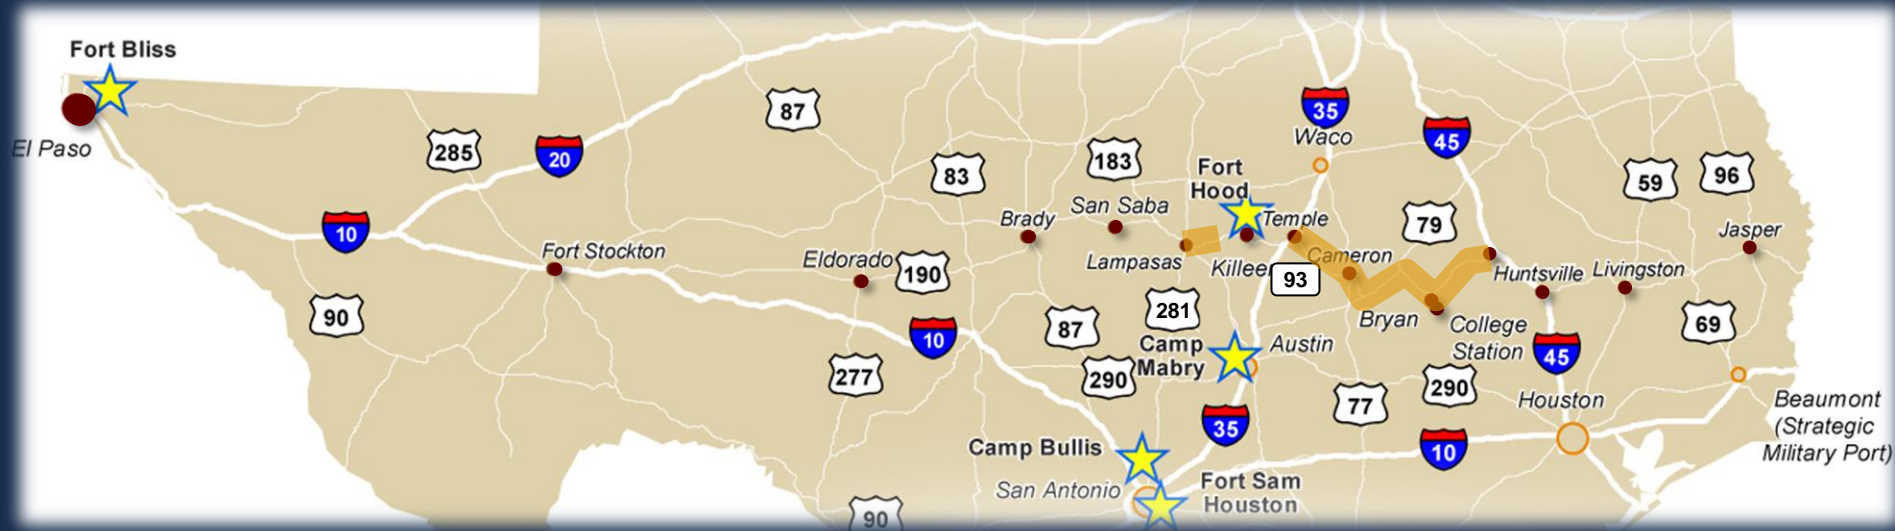 Fort Bliss
El Paso
285
20
87
83
183
Fort
Hood
35
Waco
45
59
96
10
Brady
San Saba
Temple
79
Jasper
Fort Stockton
Eldorado
190
Lampasas
Killeen
Cameron
93
Huntsville
Livingston
90
10
87
281
Bryan
College
Station
69
Camp
Mabry
Austin
45
277
290
77
290
Houston
Beaumont
(Strategic
Military Port)
35
10
Camp Bullis
San Antonio
Fort Sam
Houston
90